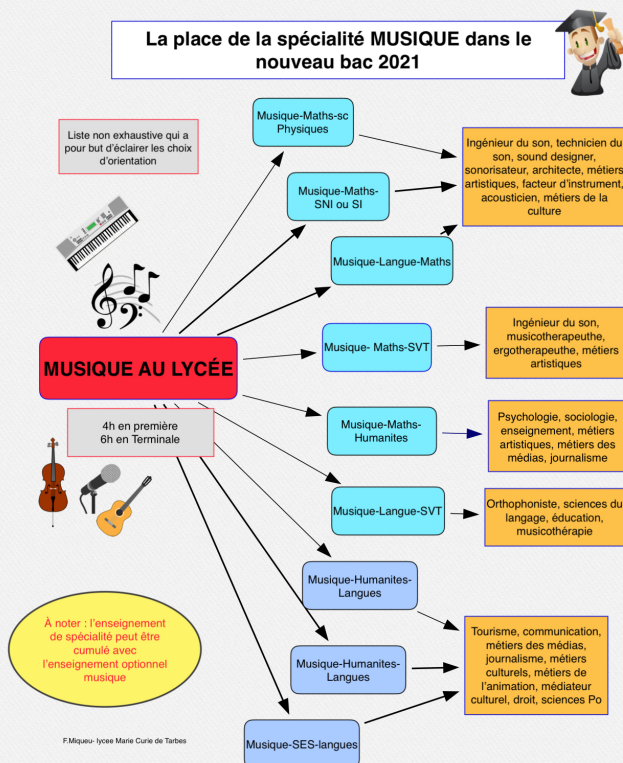 La place de la spécialité MUSIQUE dans le
nouveau bac 2021
Liste non exhaustive qui a
pour but d'éclairer les choix
d'orientation
Musique-Maths-sc
Physiques
Ingénieur du son, technicien du
son, sound designer,
sonorisateur, architecte, métiers
artistiques, facteur d'instrument,
acousticien, métiers de la
culture
Musique-Maths-
SNI ou SI
Musique-Langue-Maths
MUSIQUE AU LYCÉE
Musique- Maths-SVT
Ingénieur du son,
musicotherapeuthe,
ergotherapeuthe, métiers
artistiques
4h en première
6h en Terminale
Musique-Maths-
Humanites
Psychologie, sociologie,
enseignement, métiers
artistiques, métiers des
médias, journalisme
Musique-Langue-SVT
Orthophoniste, sciences du
langage, éducation,
musicothérapie
Musique-Humanites-
Langues
À noter : l'enseignement
de spécialité peut être
cumulé avec
l'enseignement optionnel
musique
Musique-Humanites-
Langues
Tourisme, communication,
métiers des médias,
journalisme, métiers
culturels, métiers de
l'animation, médiateur
culturel, droit, sciences Po
Musique-SES-langues
F.Miqueu- lycee Marie Curie de Tarbes